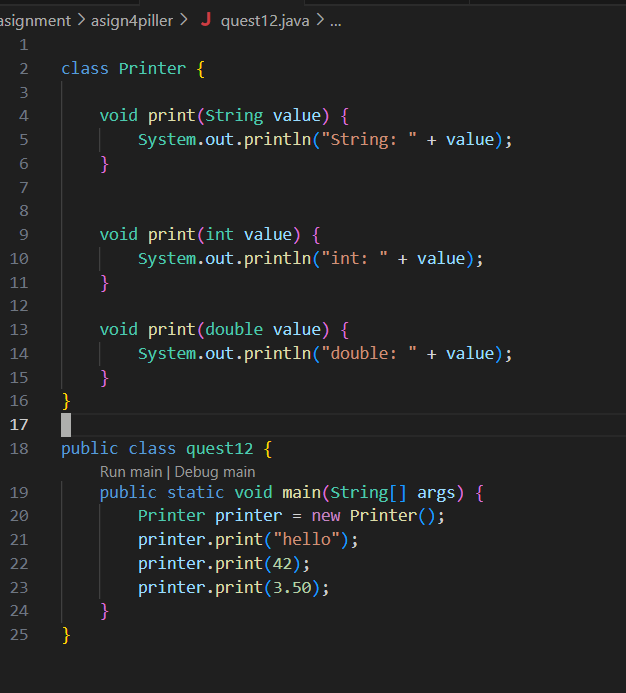 asignment > asign4piller > J quest12.java > ...
1
2 class Printer {
3
4 void print(String value) {
5 System.out.println("String: " + value);
6 }
7
8
9 void print(int value) {
10 System.out.println("int: " + value);
11 }
12
13 void print(double value) {
14 System.out.println("double: " + value);
15 }
16 }
17
18 public class quest12 {
Run main | Debug main
19 public static void main(String[] args) {
20 Printer printer = new Printer();
21 printer.print("hello");
22 printer.print(42);
23 printer.print(3.50);
24 }
25 }